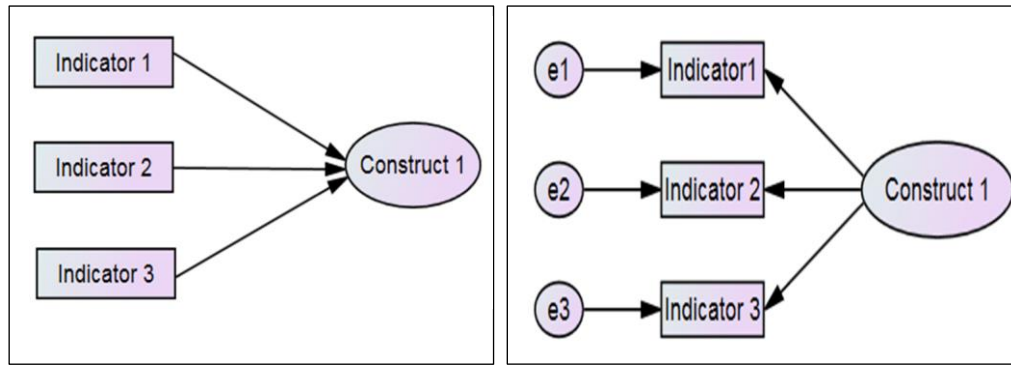 Indicator 1
Indicator 2
Indicator 3
Construct 1
e1
Indicator1
e2
Indicator 2
e3
Indicator 3
Construct 1